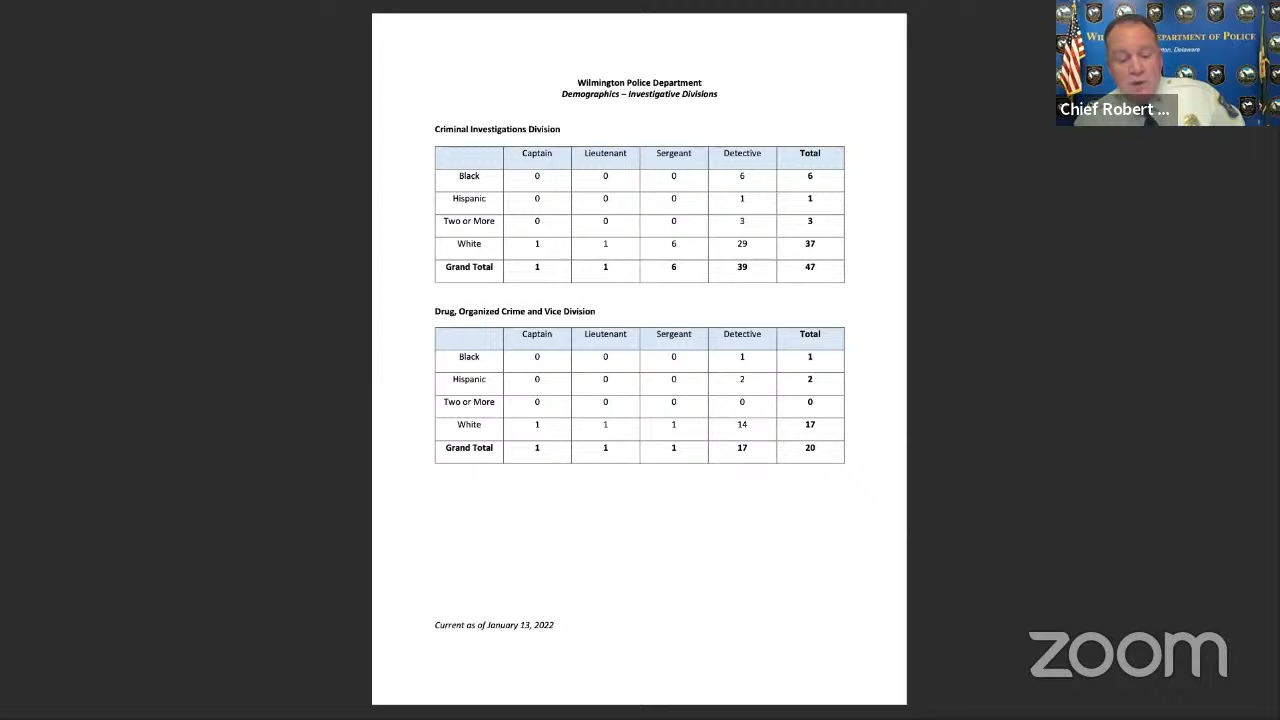 Wilmington Police Department
Demographics – Investigative Divisions
Criminal Investigations Division
Captain Lieutenant Sergeant Detective Total
Black 0 0 0 6 6
Hispanic 0 0 0 1 1
Two or More 0 0 0 3 3
White 1 1 6 29 37
Grand Total 1 1 6 39 47
Drug, Organized Crime and Vice Division
Captain Lieutenant Sergeant Detective Total
Black 0 0 0 1 1
Hispanic 0 0 0 2 2
Two or More 0 0 0 0 0
White 1 1 1 14 17
Grand Total 1 1 1 17 20
Current as of January 13, 2022
DEPARTMENT OF POLICE
Delaware
Chief Robert ...
zoom